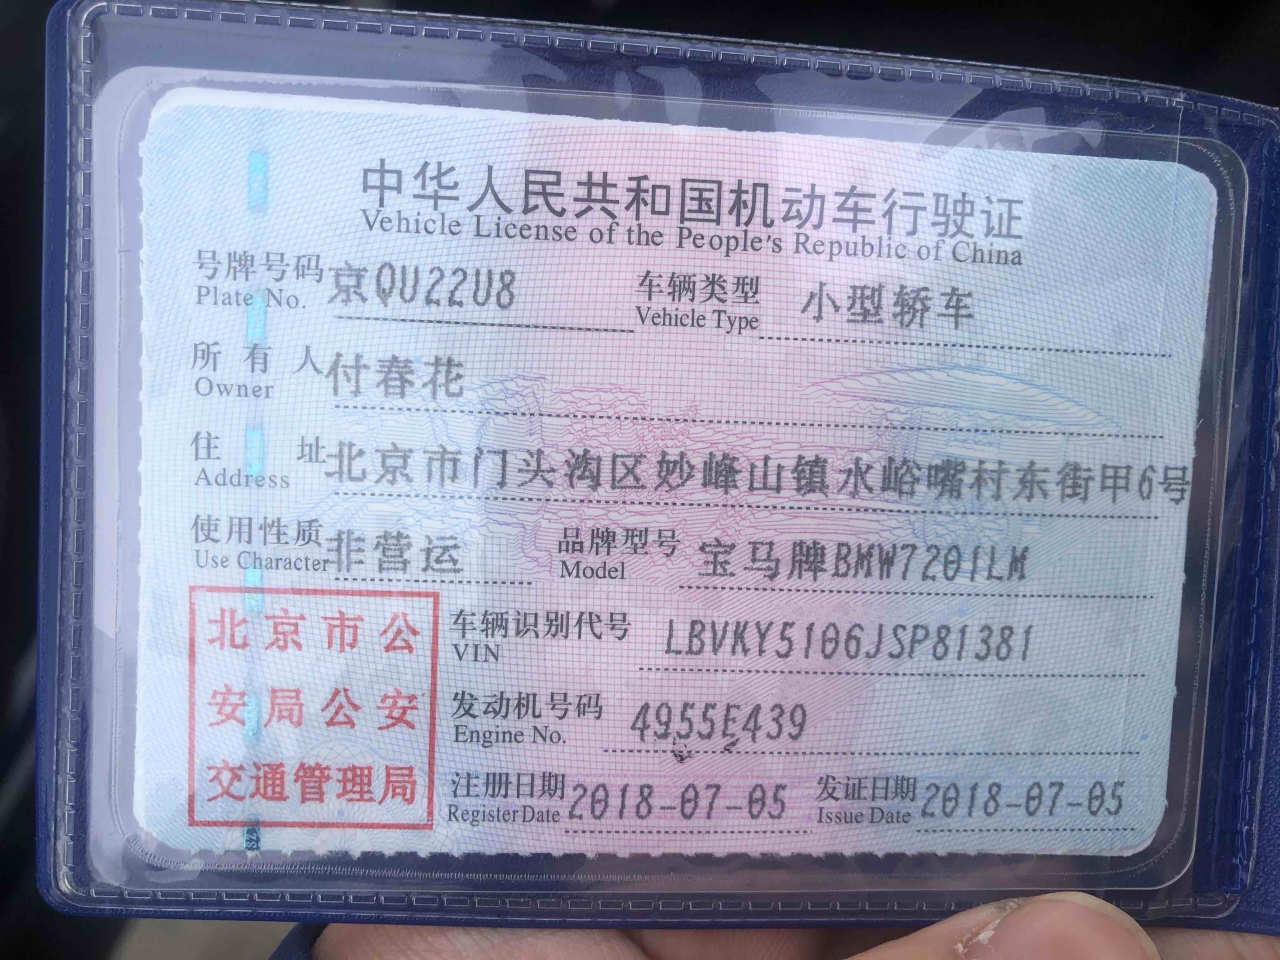 中华人民共和国机动车行驶证
Vehicle License of the People's Republic of China
号牌号码 京QU22U8 车辆类型 小型轿车
Plate No. Vehicle Type
所有人 付春花
Owner
住址 北京市门头沟区妙峰山镇水峪嘴村东街甲6号
Address
使用性质 非营运 品牌型号 宝马牌BMW7201LM
Use Character Model
北京市公
安局公安
交通管理局
车辆识别代号 LBVKY5106JSP81381
VIN
发动机号码 4955E439
Engine No.
注册日期 2018-07-05 发证日期 2018-07-05
Register Date Issue Date